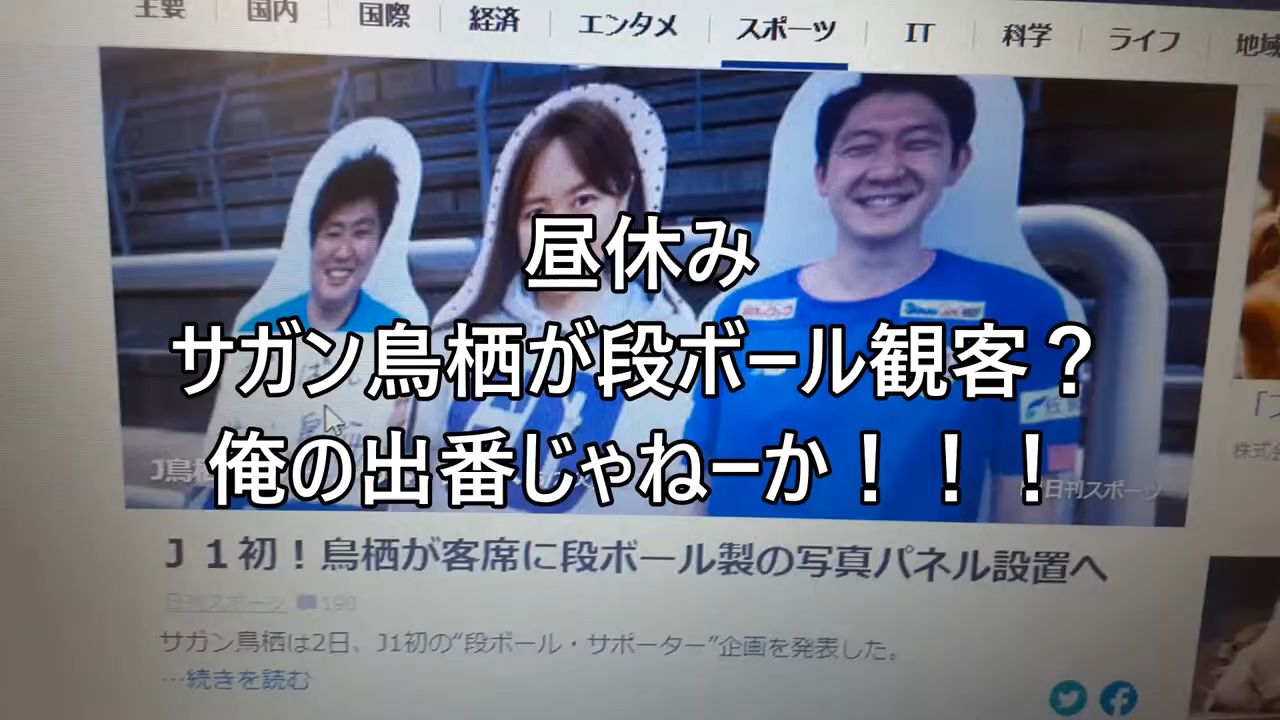 主要 国内 国際 経済 エンタメ スポーツ IT 科学 ライフ 地域
昼休み
サガン鳥栖が段ボール観客？
俺の出番じゃねーか！！！
J鳥栖
日刊スポーツ
J１初！鳥栖が客席に段ボール製の写真パネル設置へ
日刊スポーツ 198
サガン鳥栖は2日、J1初の“段ボール・サポーター”企画を発表した。
…続きを読む
株式会